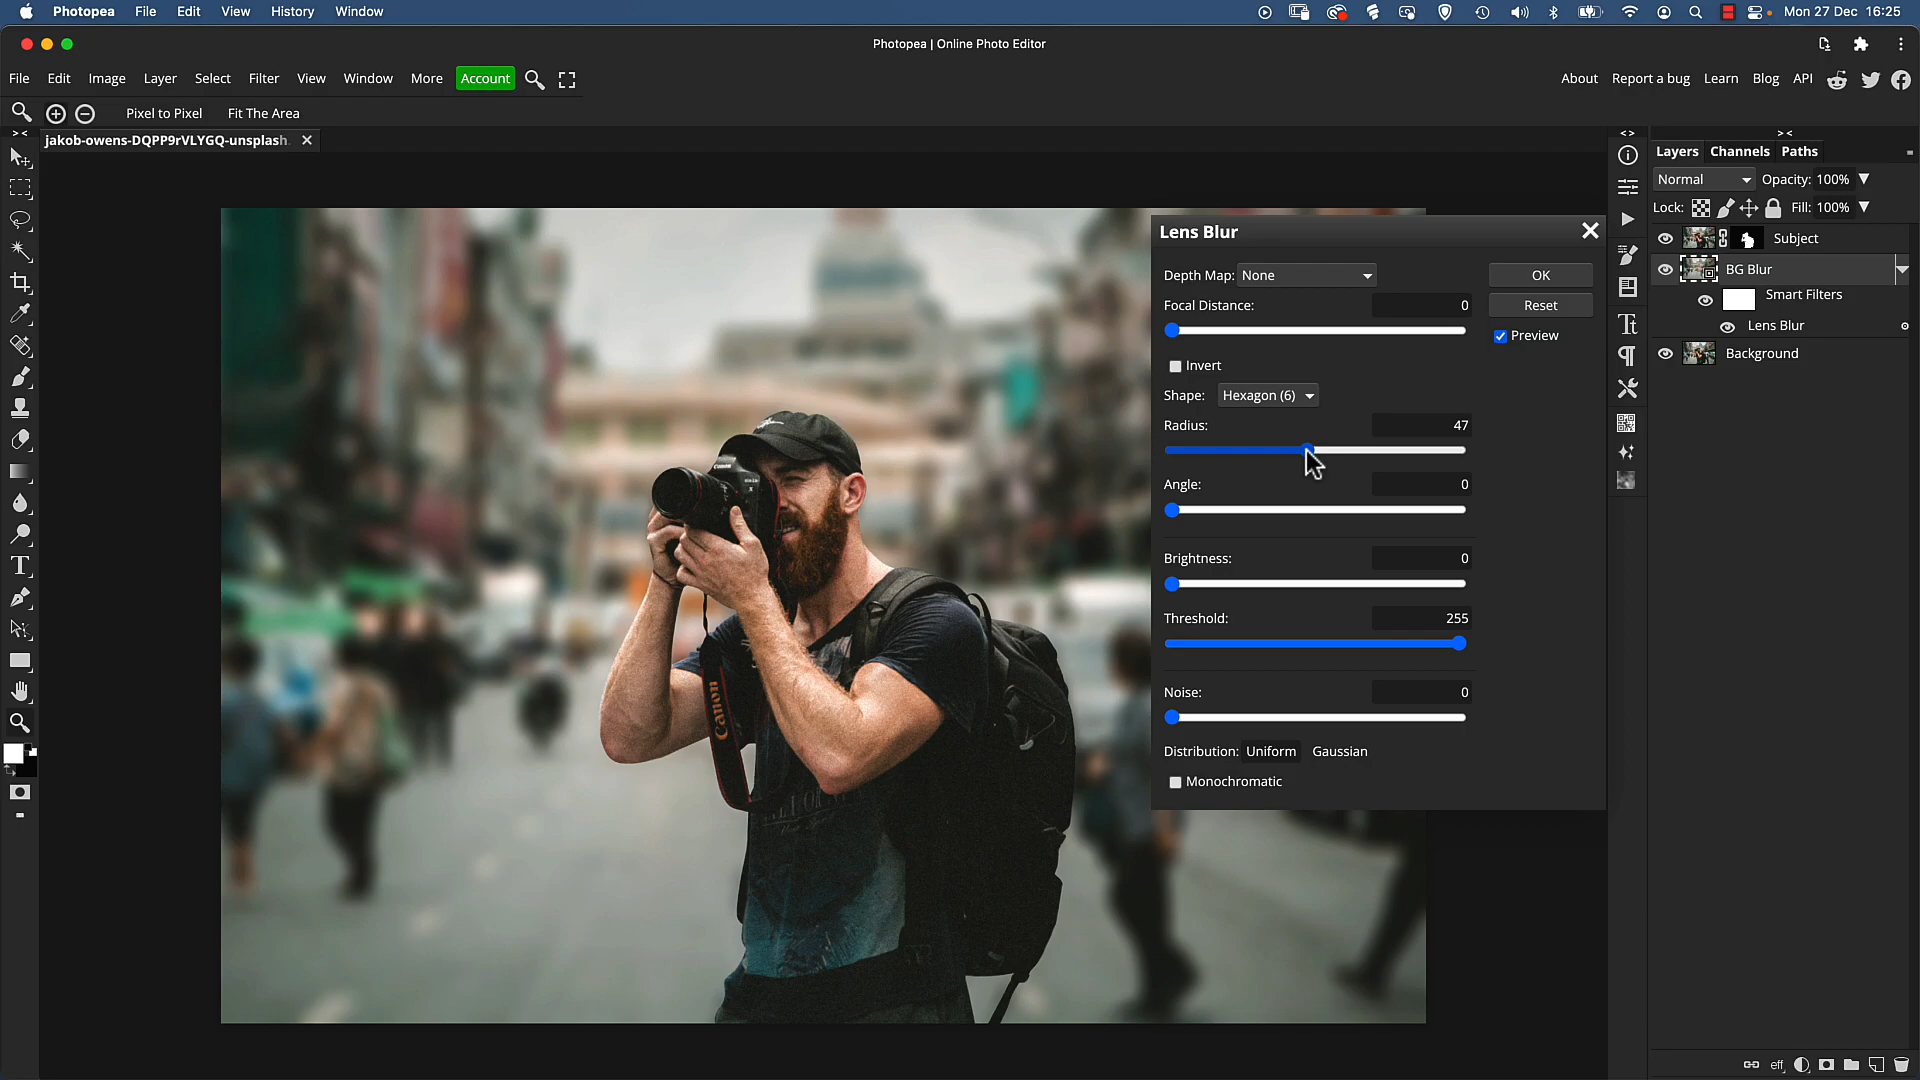 Photopea File Edit View History Window Mon 27 Dec 16:25
Photopea | Online Photo Editor
File Edit Image Layer Select Filter View Window More Account About Report a bug Learn Blog API
Pixel to Pixel Fit The Area
jakob-owens-DQPP9rVLYGQ-unsplash.
Layers Channels Paths
Normal Opacity: 100%
Lock: Fill: 100%
Subject
BG Blur
Smart Filters
Lens Blur
Background
eff
Lens Blur
Depth Map: None OK
Focal Distance: 0 Reset
Preview
Invert
Shape: Hexagon (6)
Radius: 47
Angle: 0
Brightness: 0
Threshold: 255
Noise: 0
Distribution: Uniform Gaussian
Monochromatic
Canon
Canon